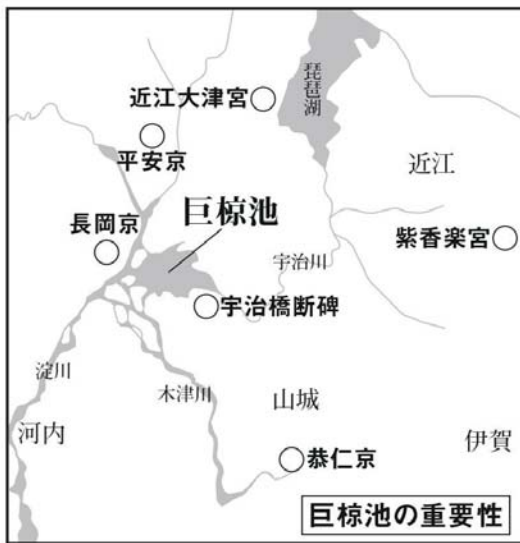 琵琶湖
近江大津宮
平安京
近江
長岡京
巨椋池
紫香楽宮
宇治川
宇治橋断碑
淀川
木津川
山城
河内
伊賀
恭仁京
巨椋池の重要性